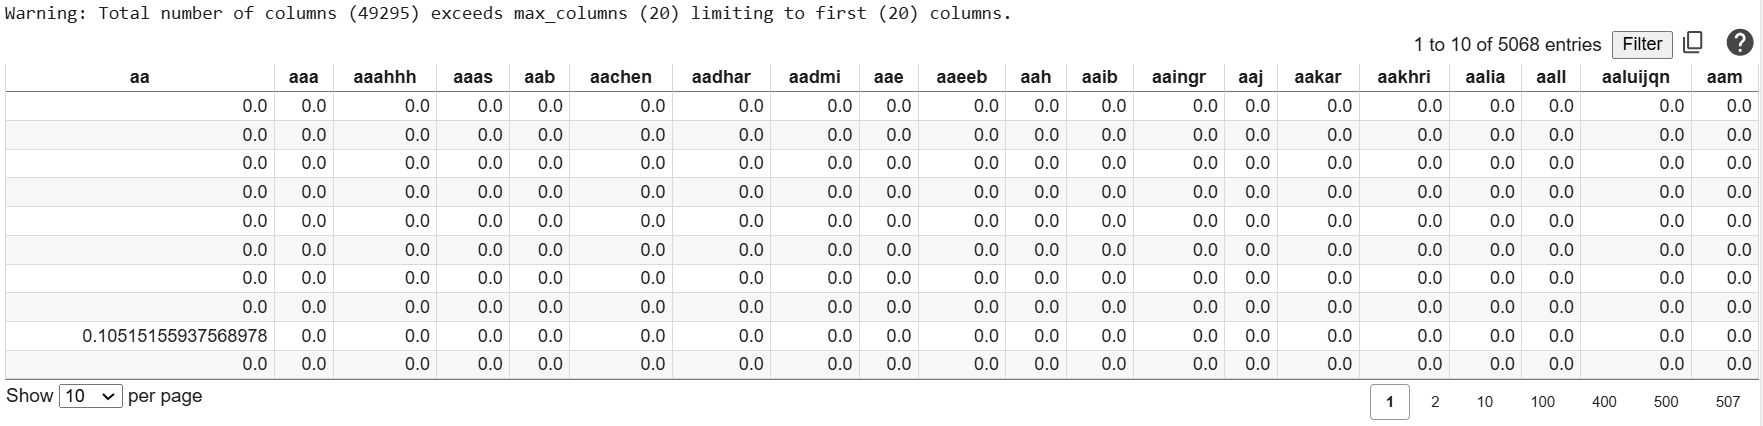 Warning: Total number of columns (49295) exceeds max_columns (20) limiting to first (20) columns.
1 to 10 of 5068 entries Filter ?
aa aaa aaahhh aaas aab aachen aadhar aadmi aae aaeeb aah aaib aaingr aaj aakar aakhri aalia aall aaluijqn aam
0.0 0.0 0.0 0.0 0.0 0.0 0.0 0.0 0.0 0.0 0.0 0.0 0.0 0.0 0.0 0.0 0.0 0.0 0.0 0.0
0.0 0.0 0.0 0.0 0.0 0.0 0.0 0.0 0.0 0.0 0.0 0.0 0.0 0.0 0.0 0.0 0.0 0.0 0.0 0.0
0.0 0.0 0.0 0.0 0.0 0.0 0.0 0.0 0.0 0.0 0.0 0.0 0.0 0.0 0.0 0.0 0.0 0.0 0.0 0.0
0.0 0.0 0.0 0.0 0.0 0.0 0.0 0.0 0.0 0.0 0.0 0.0 0.0 0.0 0.0 0.0 0.0 0.0 0.0 0.0
0.0 0.0 0.0 0.0 0.0 0.0 0.0 0.0 0.0 0.0 0.0 0.0 0.0 0.0 0.0 0.0 0.0 0.0 0.0 0.0
0.0 0.0 0.0 0.0 0.0 0.0 0.0 0.0 0.0 0.0 0.0 0.0 0.0 0.0 0.0 0.0 0.0 0.0 0.0 0.0
0.0 0.0 0.0 0.0 0.0 0.0 0.0 0.0 0.0 0.0 0.0 0.0 0.0 0.0 0.0 0.0 0.0 0.0 0.0 0.0
0.0 0.0 0.0 0.0 0.0 0.0 0.0 0.0 0.0 0.0 0.0 0.0 0.0 0.0 0.0 0.0 0.0 0.0 0.0 0.0
0.10515155937568978 0.0 0.0 0.0 0.0 0.0 0.0 0.0 0.0 0.0 0.0 0.0 0.0 0.0 0.0 0.0 0.0 0.0 0.0 0.0
0.0 0.0 0.0 0.0 0.0 0.0 0.0 0.0 0.0 0.0 0.0 0.0 0.0 0.0 0.0 0.0 0.0 0.0 0.0 0.0
Show 10 per page 1 2 10 100 400 500 507